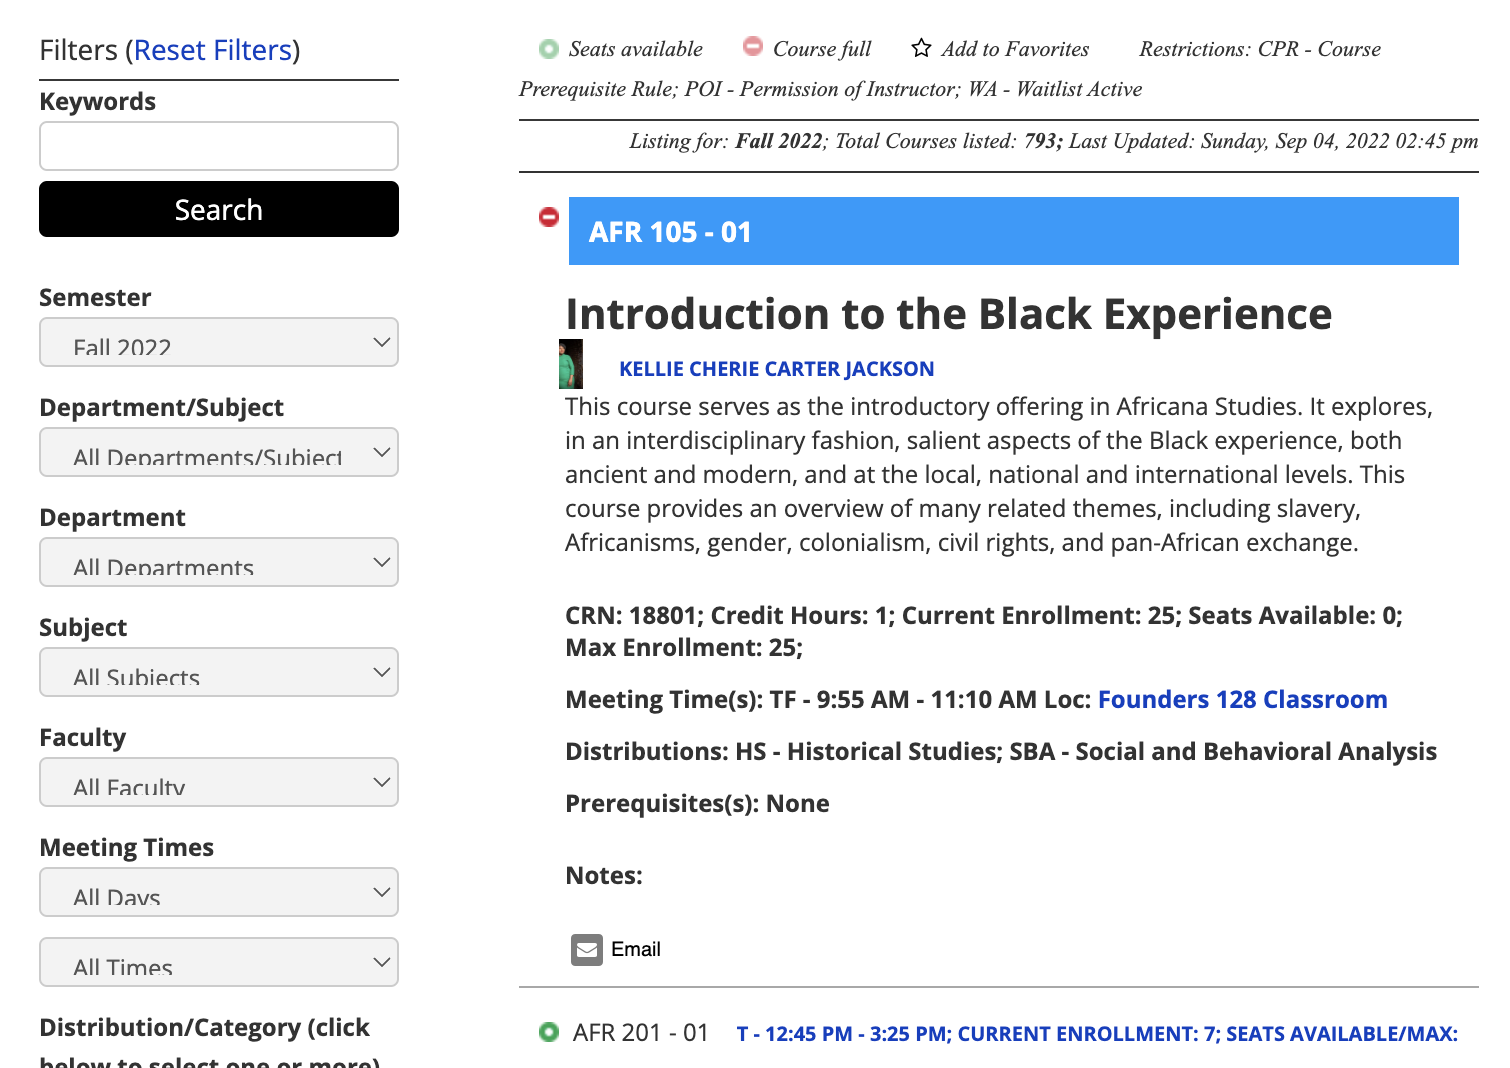 Filters (Reset Filters)
Keywords
Search
Semester
Fall 2022
Department/Subject
All Departments/Subject
Department
All Departments
Subject
All Subjects
Faculty
All Faculty
Meeting Times
All Days
All Times
Distribution/Category (click
below to select one or more)
Seats available Course full Add to Favorites Restrictions: CPR - Course
Prerequisite Rule; POI - Permission of Instructor; WA - Waitlist Active
Listing for: Fall 2022; Total Courses listed: 793; Last Updated: Sunday, Sep 04, 2022 02:45 pm
AFR 105 - 01
Introduction to the Black Experience
KELLIE CHERIE CARTER JACKSON
This course serves as the introductory offering in Africana Studies. It explores,
in an interdisciplinary fashion, salient aspects of the Black experience, both
ancient and modern, and at the local, national and international levels. This
course provides an overview of many related themes, including slavery,
Africanisms, gender, colonialism, civil rights, and pan-African exchange.
CRN: 18801; Credit Hours: 1; Current Enrollment: 25; Seats Available: 0;
Max Enrollment: 25;
Meeting Time(s): TF - 9:55 AM - 11:10 AM Loc: Founders 128 Classroom
Distributions: HS - Historical Studies; SBA - Social and Behavioral Analysis
Prerequisites(s): None
Notes:
Email
AFR 201 - 01 T - 12:45 PM - 3:25 PM; CURRENT ENROLLMENT: 7; SEATS AVAILABLE/MAX: